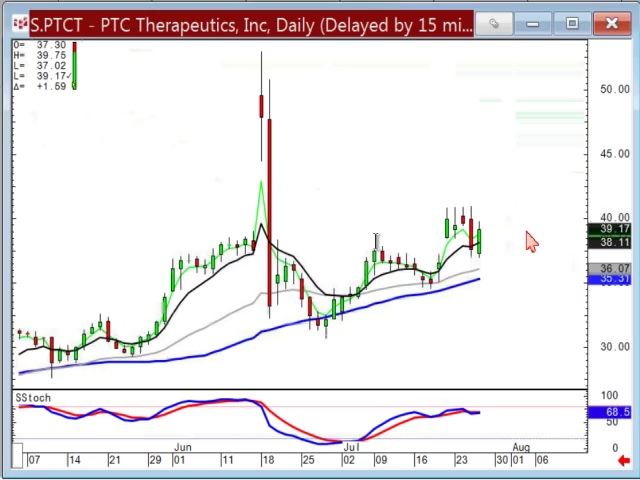 S.PTCT - PTC Therapeutics, Inc, Daily (Delayed by 15 mi...
O= 37.30
H= 39.75
L= 37.02
L= 39.17✓
Δ= +1.59
50.00
45.00
40.00
39.17
38.11
36.07
35.31
30.00
SStoch
100
68.5
50
0
Jun Jul Aug
07 14 21 29 01 11 18 25 02 09 16 23 30 01 06